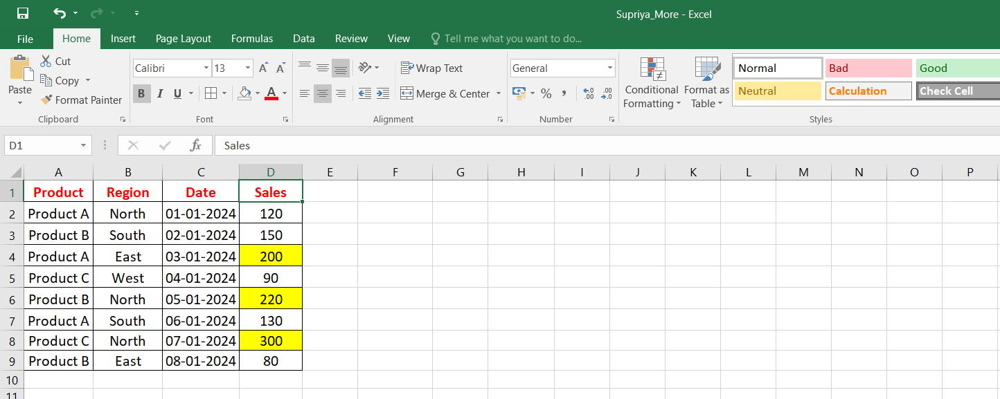 Supriya_More - Excel
File Home Insert Page Layout Formulas Data Review View Tell me what you want to do...
Paste Cut Copy Format Painter
Calibri 13 A A
B I U A
Wrap Text
Merge & Center
General
% , .0 .00 .00 .0
Conditional Formatting Format as Table
Normal Bad Good
Neutral Calculation Check Cell
Clipboard Font Alignment Number Styles
D1 fx Sales
A B C D E F G H I J K L M N O P
1 Product Region Date Sales
2 Product A North 01-01-2024 120
3 Product B South 02-01-2024 150
4 Product A East 03-01-2024 200
5 Product C West 04-01-2024 90
6 Product B North 05-01-2024 220
7 Product A South 06-01-2024 130
8 Product C North 07-01-2024 300
9 Product B East 08-01-2024 80
10
11